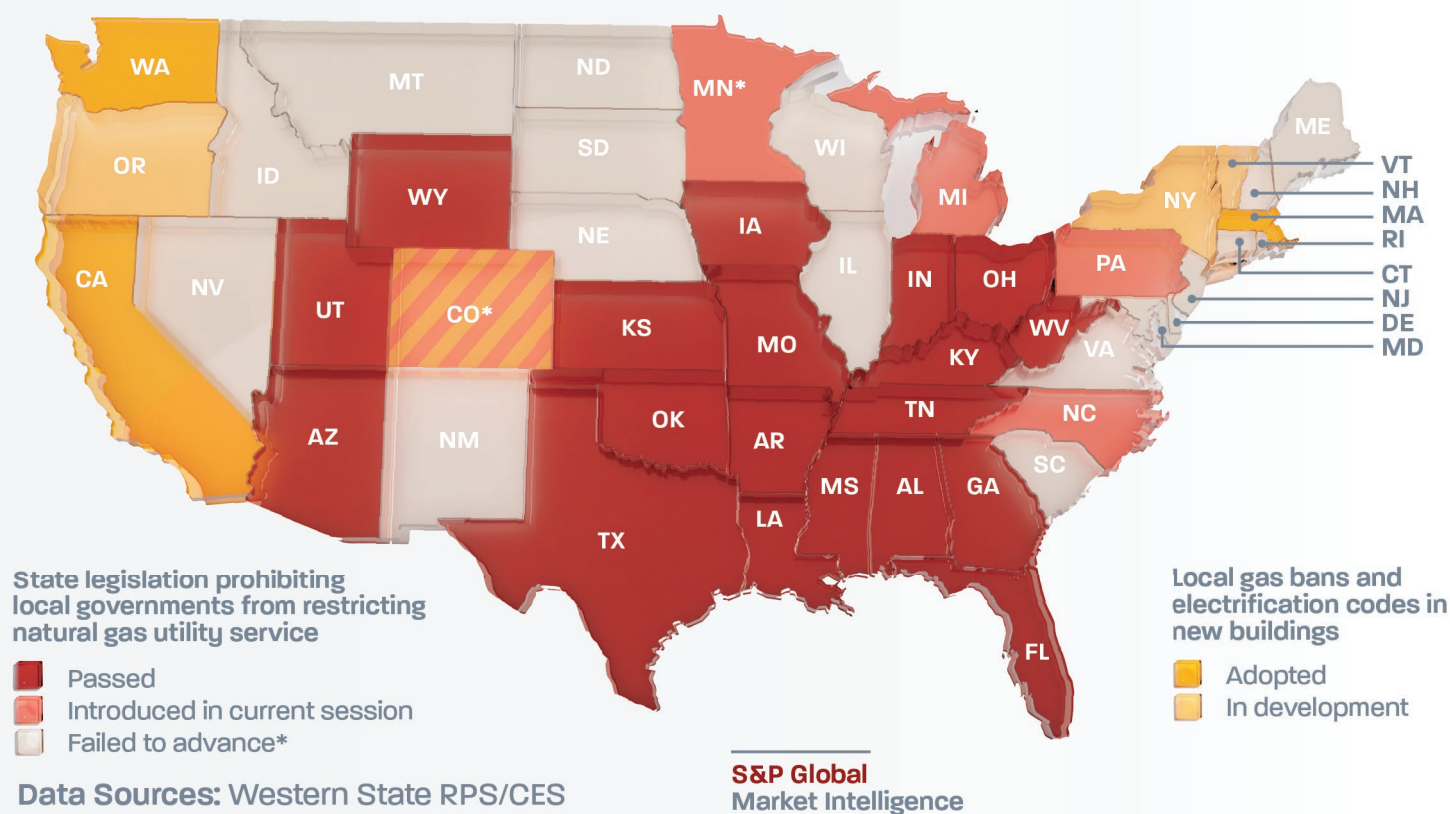 WA
MT
ND
MN*
OR
ID
SD
WI
ME
WY
MI
NY
VT
NH
MA
RI
CT
NJ
DE
MD
CA
NV
UT
CO*
NE
IA
IL
IN
OH
PA
KS
MO
WV
KY
VA
AZ
NM
OK
AR
TN
NC
SC
TX
LA
MS
AL
GA
FL
State legislation prohibiting
local governments from restricting
natural gas utility service
Passed
Introduced in current session
Failed to advance*
Local gas bans and
electrification codes in
new buildings
Adopted
In development
Data Sources: Western State RPS/CES
S&P Global
Market Intelligence